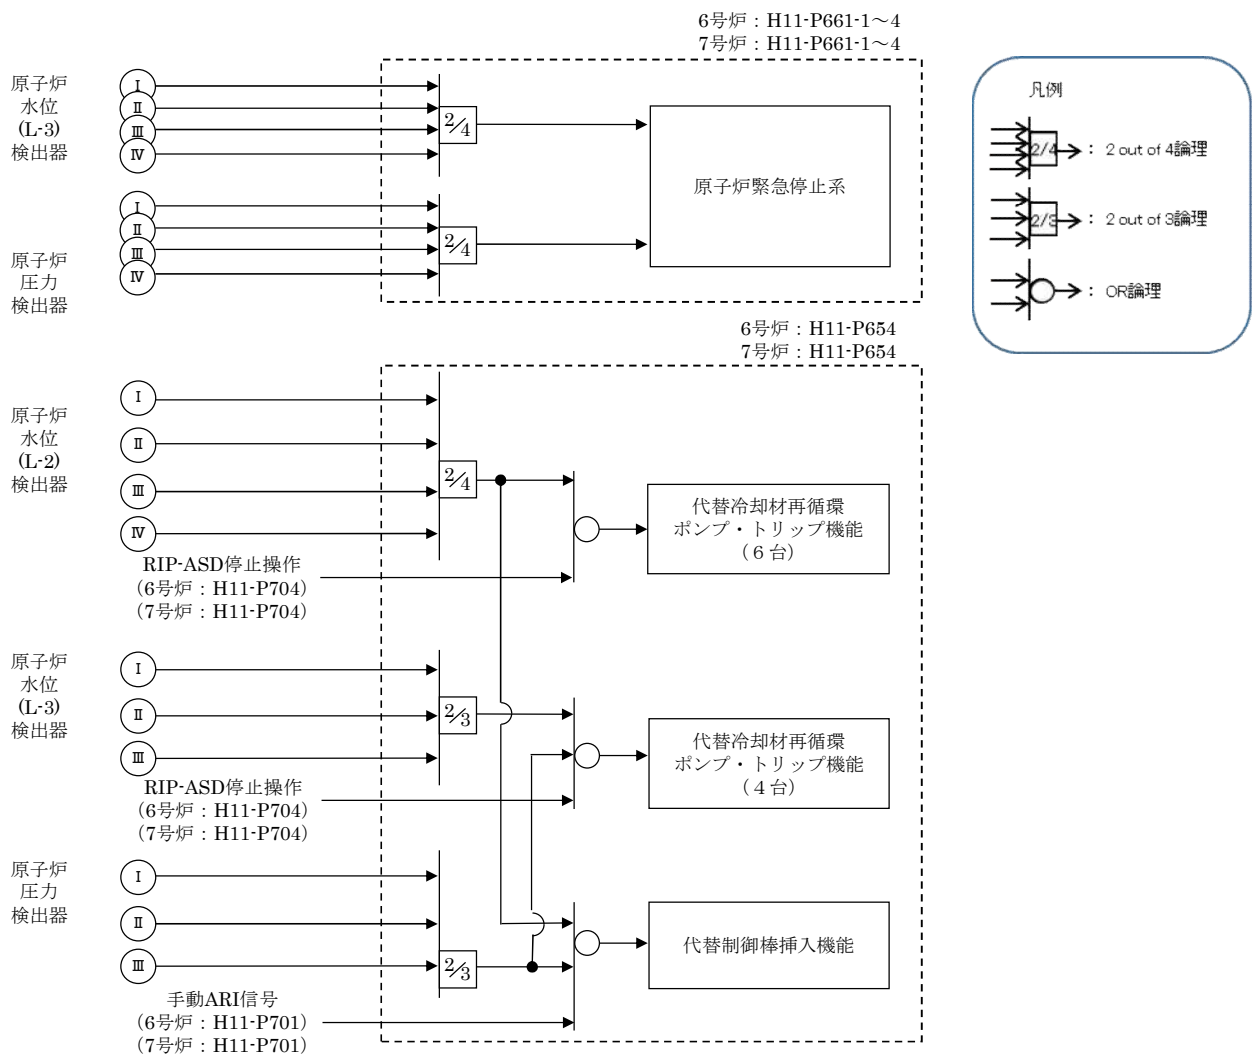 6号炉：H11-P661-1～4
7号炉：H11-P661-1～4
原子炉
水位
(L-3)
検出器
Ⅰ
Ⅱ
Ⅲ
Ⅳ
2/4
原子炉
圧力
検出器
Ⅰ
Ⅱ
Ⅲ
Ⅳ
2/4
原子炉緊急停止系
凡例
2/4
： 2 out of 4論理
2/3
： 2 out of 3論理
： OR論理
6号炉：H11-P654
7号炉：H11-P654
原子炉
水位
(L-2)
検出器
Ⅰ
Ⅱ
Ⅲ
Ⅳ
2/4
RIP-ASD停止操作
（6号炉：H11-P704）
（7号炉：H11-P704）
代替冷却材再循環
ポンプ・トリップ機能
（６台）
原子炉
水位
(L-3)
検出器
Ⅰ
Ⅱ
Ⅲ
2/3
RIP-ASD停止操作
（6号炉：H11-P704）
（7号炉：H11-P704）
代替冷却材再循環
ポンプ・トリップ機能
（４台）
原子炉
圧力
検出器
Ⅰ
Ⅱ
Ⅲ
2/3
手動ARI信号
（6号炉：H11-P701）
（7号炉：H11-P701）
代替制御棒挿入機能